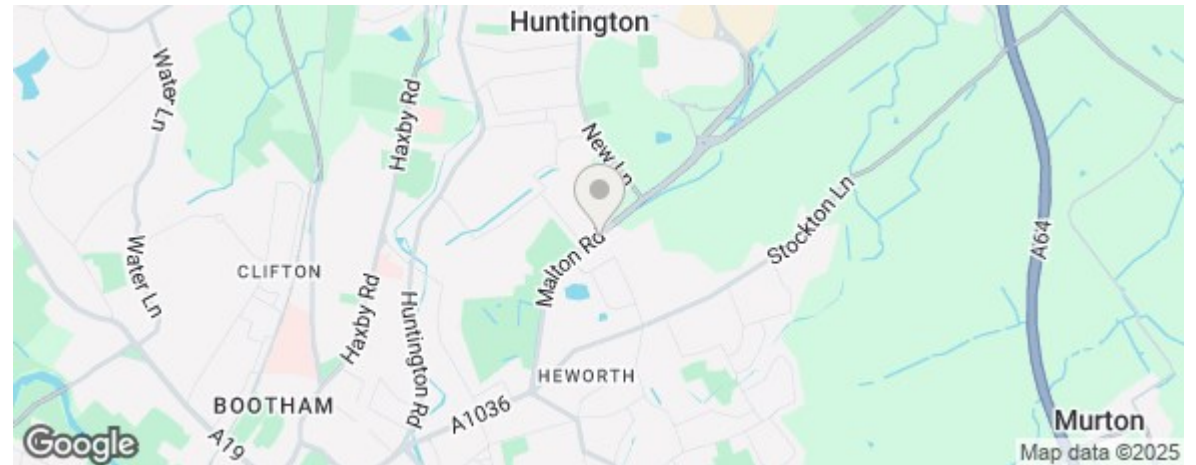 Huntington
Water Ln
Haxby Rd
New Ln
Malton Rd
Stockton Ln
A64
Water Ln
CLIFTON
Haxby Rd
Huntington Rd
HEWORTH
BOOTHAM
A1036
A19
Murton
Google
Map data ©2025